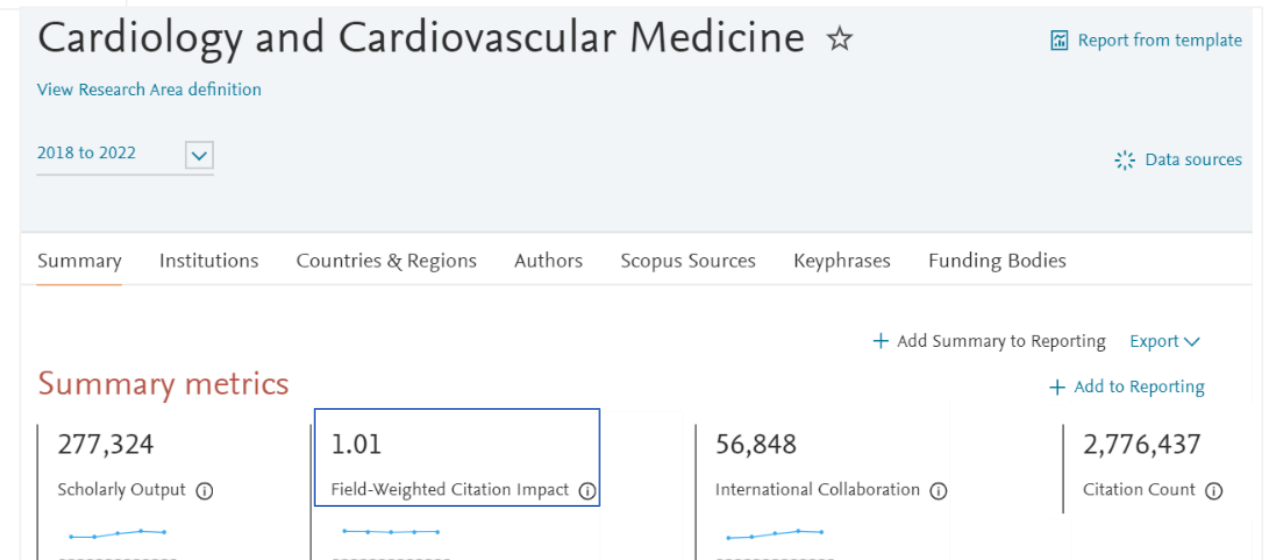 Cardiology and Cardiovascular Medicine
Report from template
View Research Area definition
2018 to 2022
Data sources
Summary Institutions Countries & Regions Authors Scopus Sources Keyphrases Funding Bodies
+ Add Summary to Reporting Export
Summary metrics
+ Add to Reporting
277,324 1.01 56,848 2,776,437
Scholarly Output Field-Weighted Citation Impact International Collaboration Citation Count